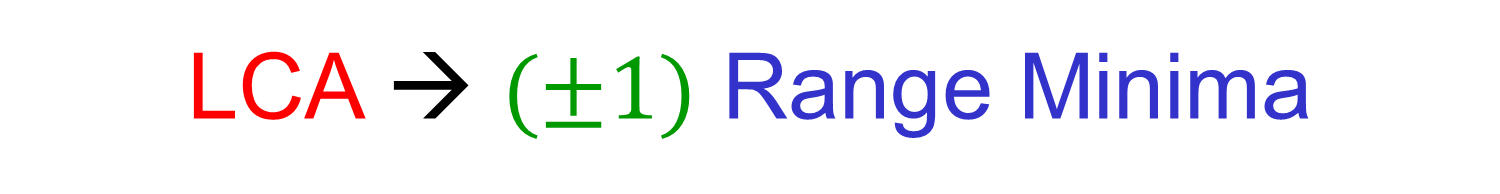 LCA → (±1) Range Minima